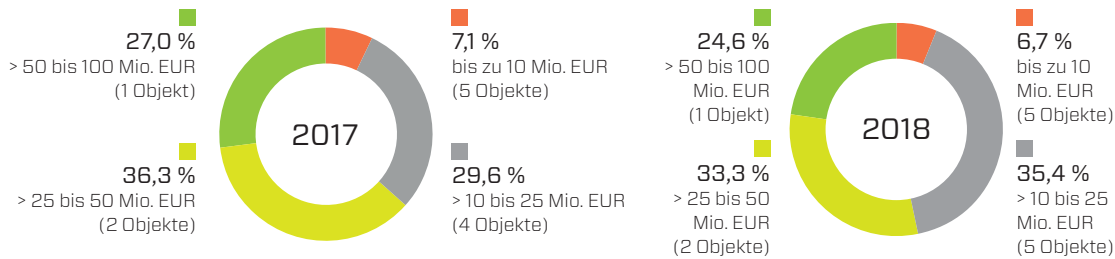 27,0 %
> 50 bis 100 Mio. EUR
(1 Objekt)
36,3 %
> 25 bis 50 Mio. EUR
(2 Objekte)
2017
7,1 %
bis zu 10 Mio. EUR
(5 Objekte)
29,6 %
> 10 bis 25 Mio. EUR
(4 Objekte)
24,6 %
> 50 bis 100
Mio. EUR
(1 Objekt)
33,3 %
> 25 bis 50
Mio. EUR
(2 Objekte)
2018
6,7 %
bis zu 10
Mio. EUR
(5 Objekte)
35,4 %
> 10 bis 25
Mio. EUR
(5 Objekte)